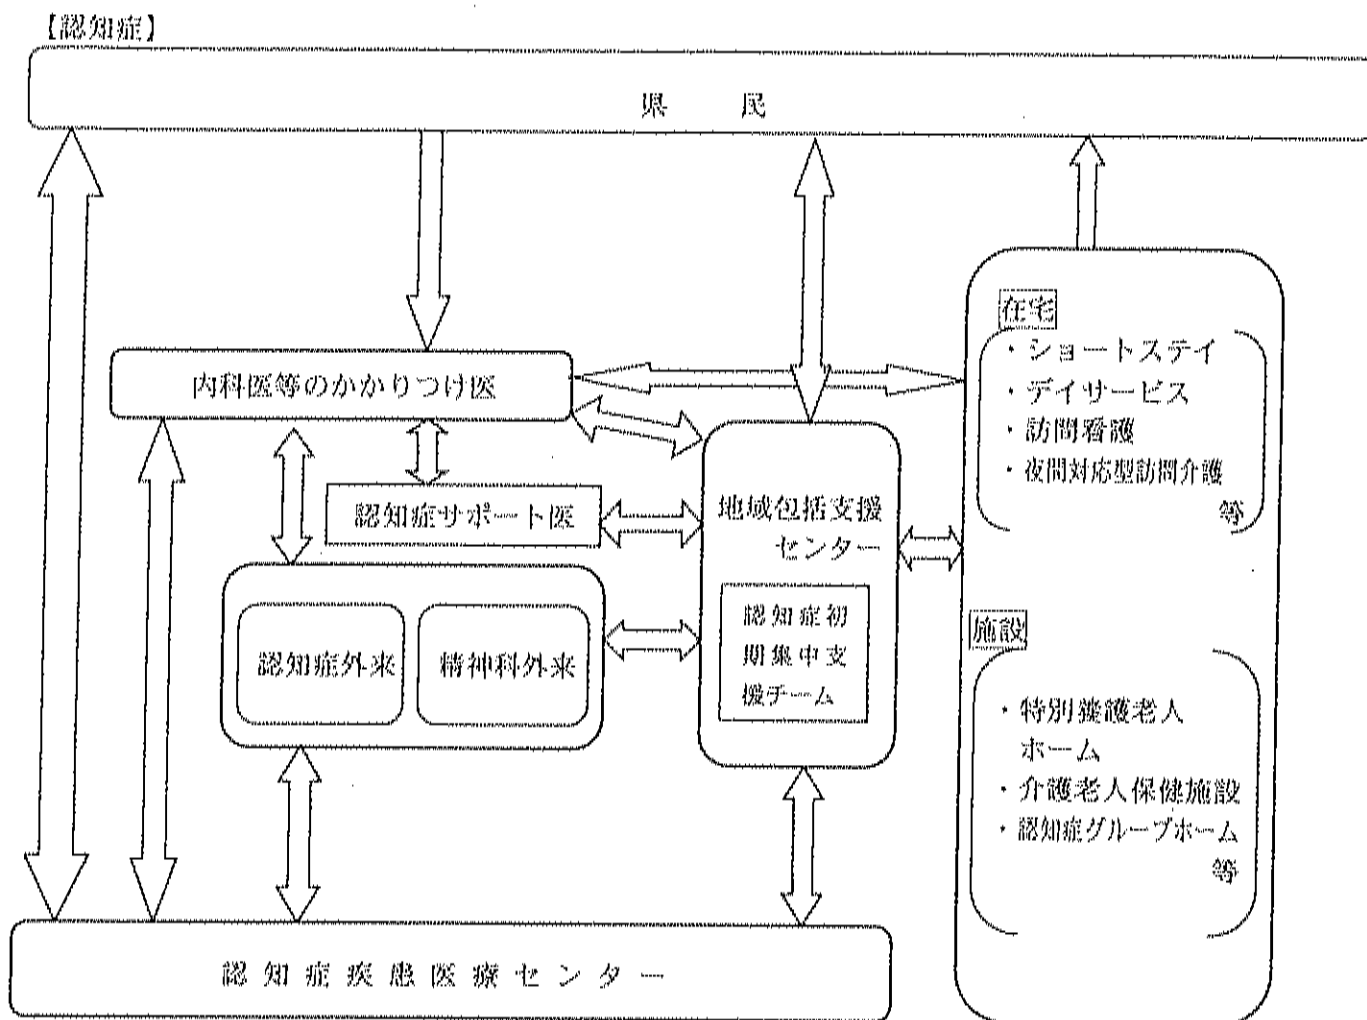 【認知症】
県　民
内科医等のかかりつけ医
認知症サポート医
認知症外来
精神科外来
地域包括支援
センター
認知症初
期集中支
援チーム
在宅
・ショートステイ
・デイサービス
・訪問看護
・夜間対応型訪問介護
等
施設
・特別養護老人
ホーム
・介護老人保健施設
・認知症グループホーム
等
認知症疾患医療センター